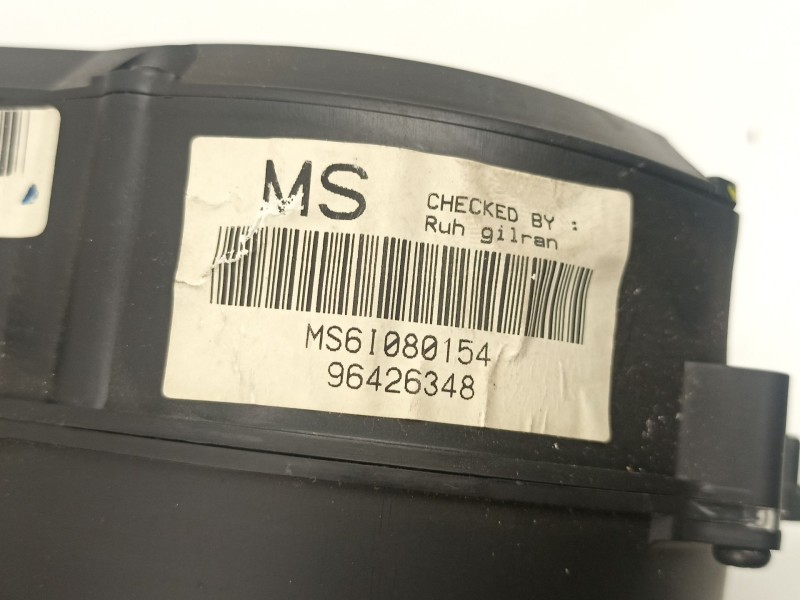 MS
CHECKED BY :
Ruh gilran
MS6I080154
96426348